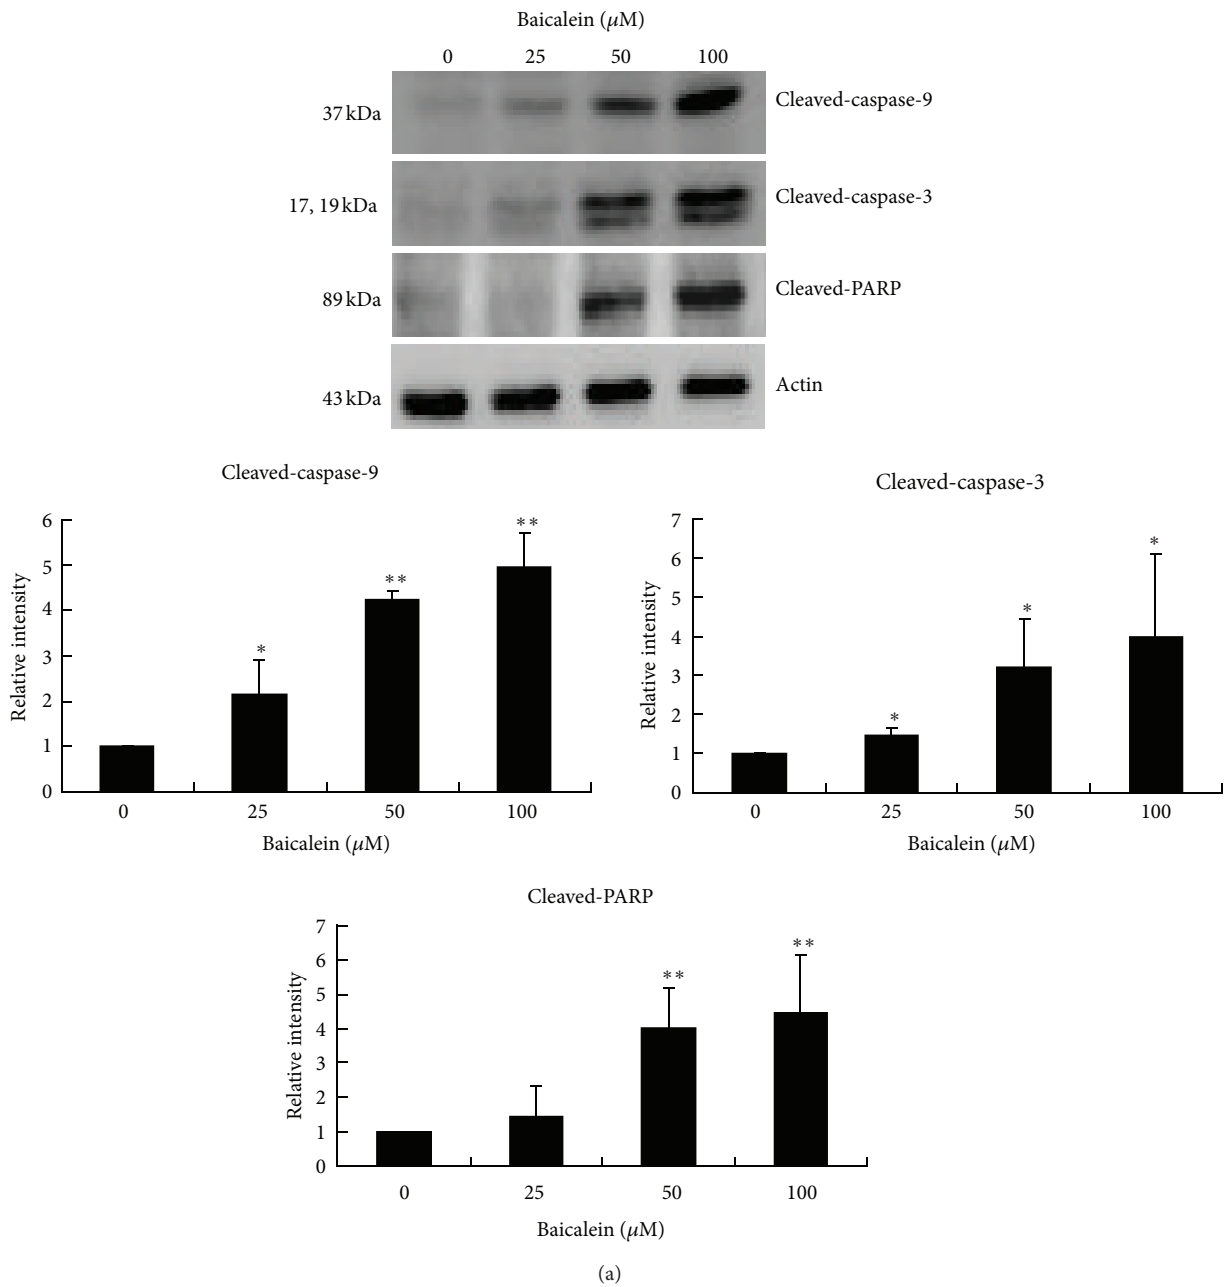 Baicalein (μM)
0 25 50 100
37 kDa Cleaved-caspase-9
17, 19 kDa Cleaved-caspase-3
89 kDa Cleaved-PARP
43 kDa Actin
Cleaved-caspase-9
Relative intensity
6
5
4
3
2
1
0
*
**
**
0 25 50 100
Baicalein (μM)
Cleaved-caspase-3
Relative intensity
7
6
5
4
3
2
1
0
*
*
*
0 25 50 100
Baicalein (μM)
Cleaved-PARP
Relative intensity
7
6
5
4
3
2
1
0
**
**
0 25 50 100
Baicalein (μM)
(a)